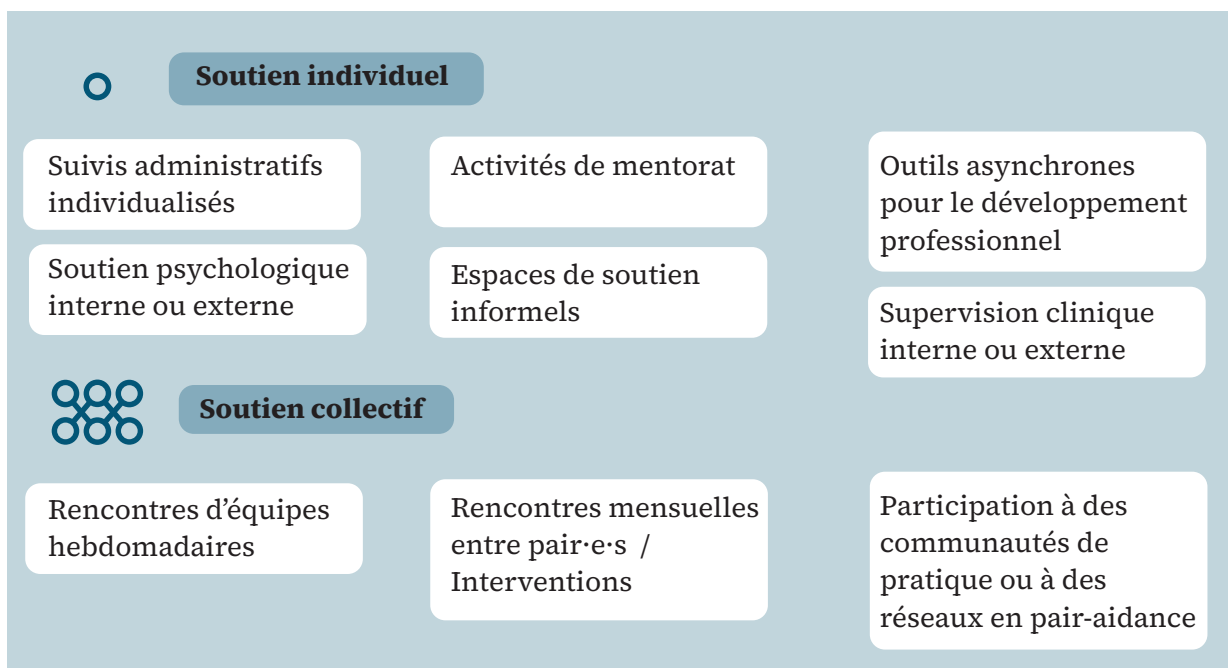 Soutien individuel
Suivis administratifs
individualisés
Activités de mentorat
Outils asynchrones
pour le développement
professionnel
Soutien psychologique
interne ou externe
Espaces de soutien
informels
Supervision clinique
interne ou externe
Soutien collectif
Rencontres d’équipes
hebdomadaires
Rencontres mensuelles
entre pair·e·s /
Interventions
Participation à des
communautés de
pratique ou à des
réseaux en pair-aidance